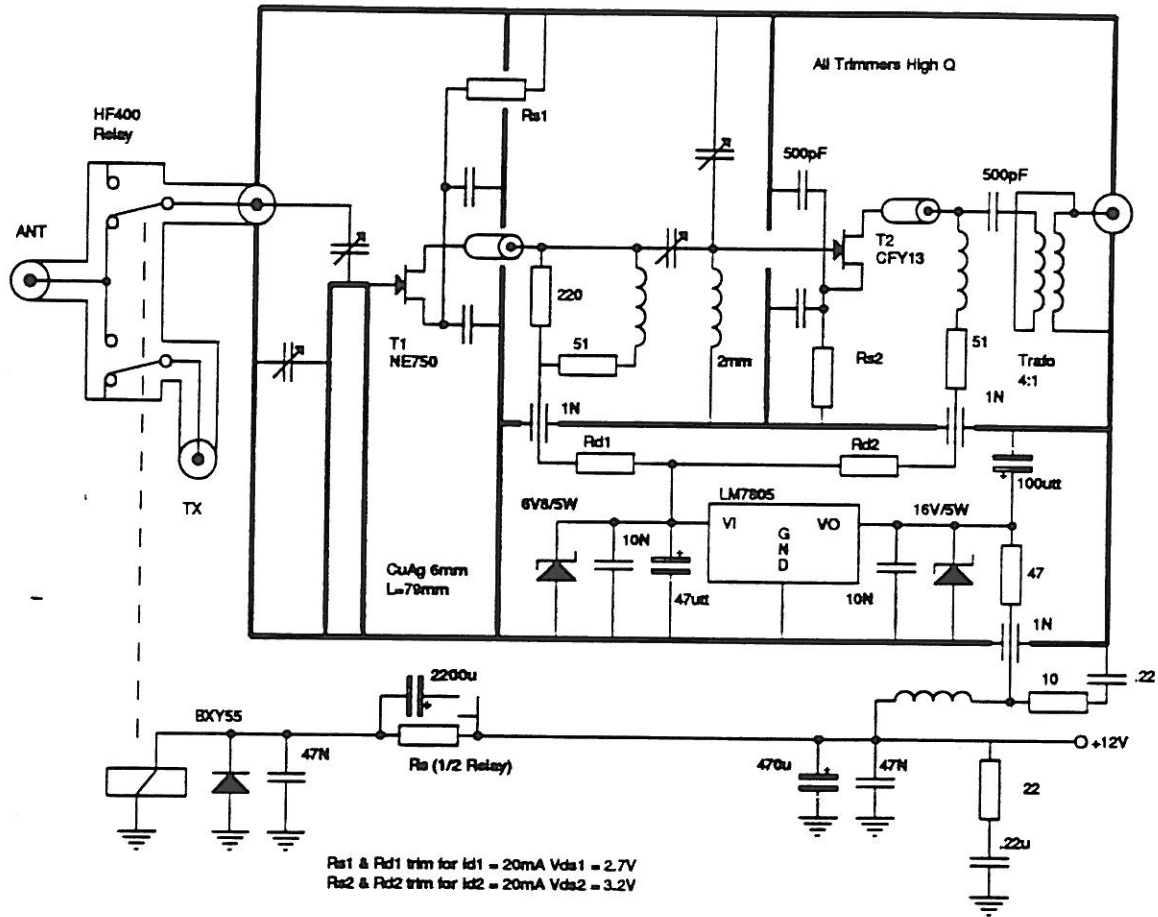 All Trimmers High Q
HF400
Relay
Rs1
500pF
500pF
ANT
T2
CFY13
220
T1
NE750
51
2mm
Rs2
51
Trafo
4:1
1N
1N
Rd1
Rd2
100utt
TX
6V8/5W
LM7805
16V/5W
10N
VI
GND
VO
47
CuAg 6mm
L=79mm
47utt
10N
1N
2200u
10
.22
BXY55
47N
Rs (1/2 Relay)
+12V
470u
47N
22
.22u
Rs1 & Rd1 trim for Id1 = 20mA Vds1 = 2.7V
Rs2 & Rd2 trim for Id2 = 20mA Vds2 = 3.2V